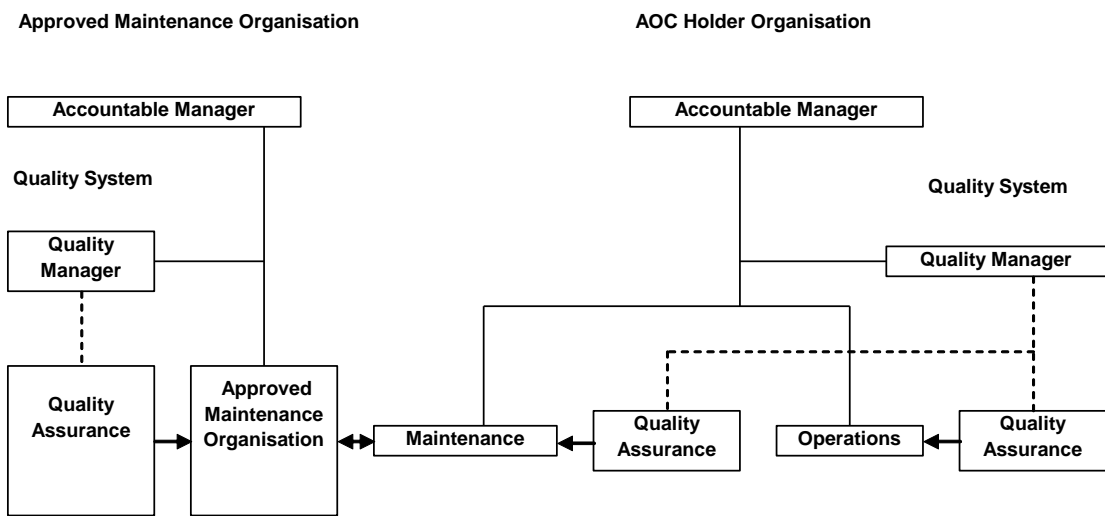 Approved Maintenance Organisation
AOC Holder Organisation
Accountable Manager
Accountable Manager
Quality System
Quality System
Quality
Manager
Quality Manager
Quality
Assurance
Approved
Maintenance
Organisation
Maintenance
Quality
Assurance
Operations
Quality
Assurance